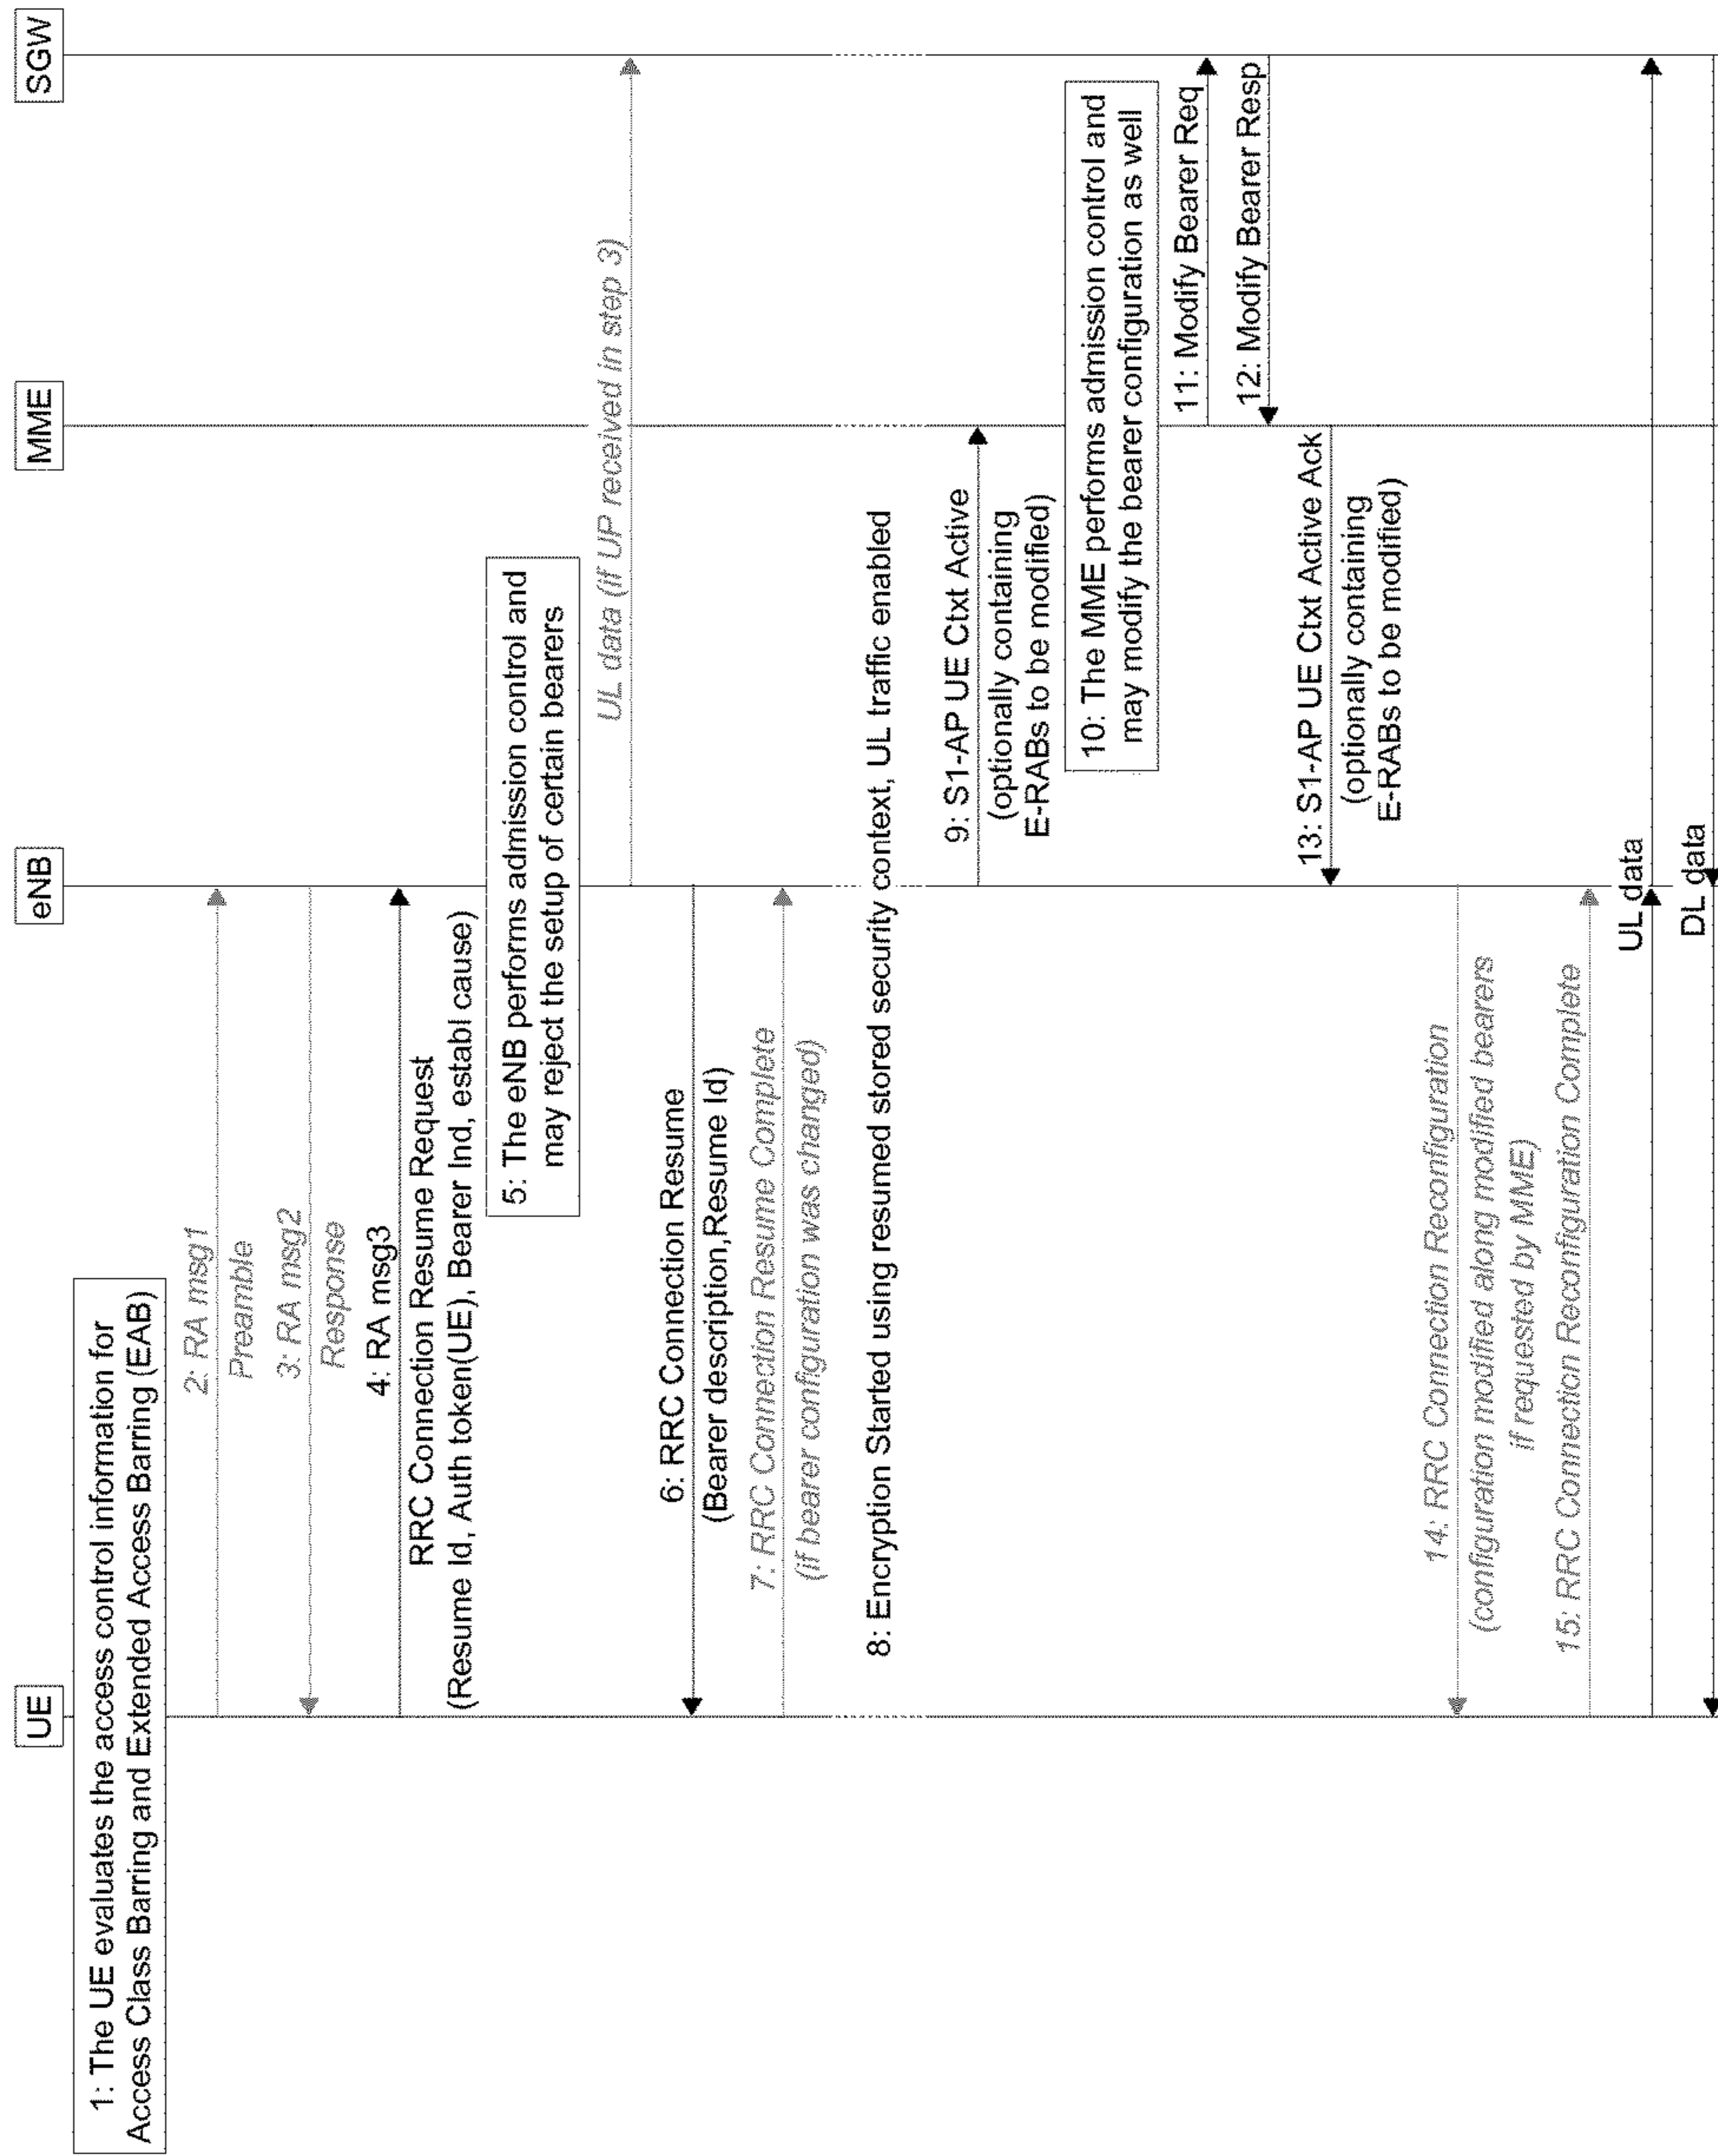 UE
eNB
MME
SGW
1: The UE evaluates the access control information for
Access Class Barring and Extended Access Barring (EAB)
2: RA msg1
Preamble
3: RA msg2
Response
4: RA msg3
RRC Connection Resume Request
(Resume Id, Auth token(UE), Bearer Ind, establ cause)
5: The eNB performs admission control and
may reject the setup of certain bearers
UL data (if UP received in step 3)
6: RRC Connection Resume
(Bearer description,Resume Id)
7: RRC Connection Resume Complete
(if bearer configuration was changed)
8: Encryption Started using resumed stored security context, UL traffic enabled
9: S1-AP UE Ctxt Active
(optionally containing
E-RABs to be modified)
10: The MME performs admission control and
may modify the bearer configuration as well
11: Modify Bearer Req
12: Modify Bearer Resp
13: S1-AP UE Ctxt Active Ack
(optionally containing
E-RABs to be modified)
14: RRC Connection Reconfiguration
(configuration modified along modified bearers
if requested by MME)
15: RRC Connection Reconfiguration Complete
UL data
DL data